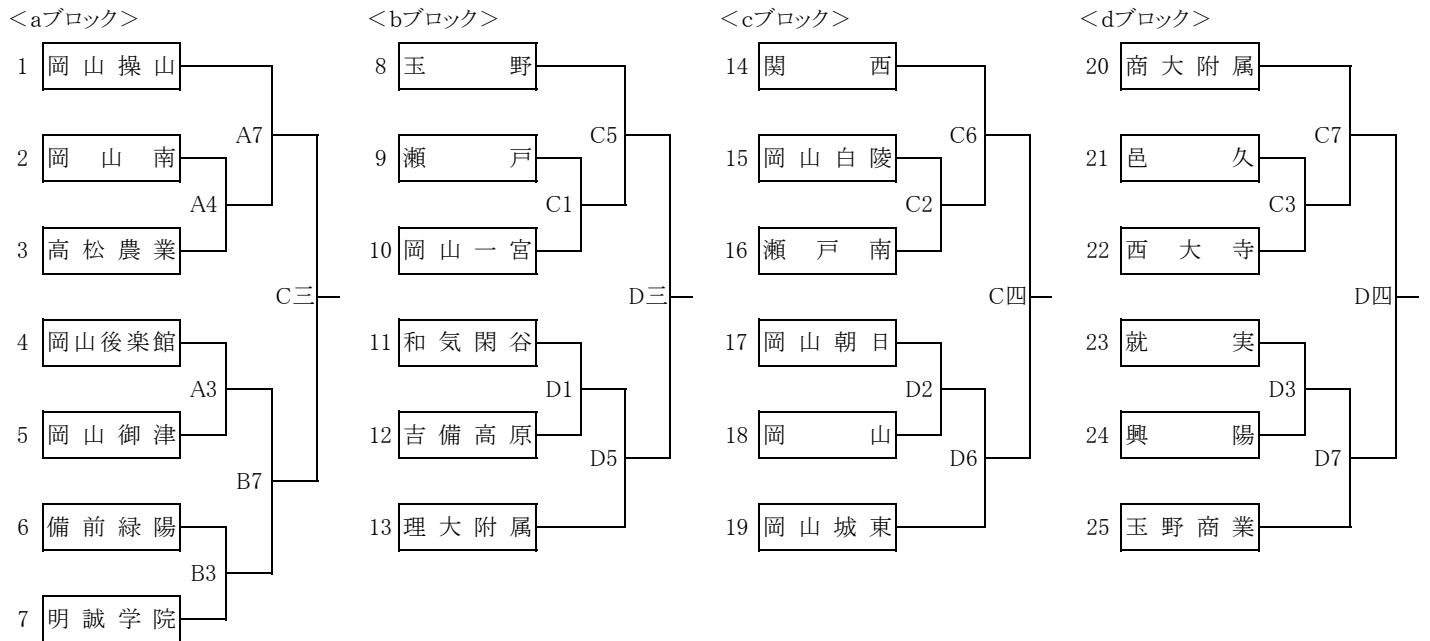 <aブロック>
1 岡山操山
A7
2 岡山南
A4
3 高松農業
C三
4 岡山後楽館
A3
5 岡山御津
B7
6 備前緑陽
B3
7 明誠学院
<bブロック>
8 玉野
C5
9 瀬戸
C1
10 岡山一宮
D三
11 和気閑谷
D1
12 吉備高原
D5
13 理大附属
<cブロック>
14 関西
C6
15 岡山白陵
C2
16 瀬戸南
C四
17 岡山朝日
D2
18 岡山
D6
19 岡山城東
<dブロック>
20 商大附属
C7
21 邑久
C3
22 西大寺
D四
23 就実
D3
24 興陽
D7
25 玉野商業